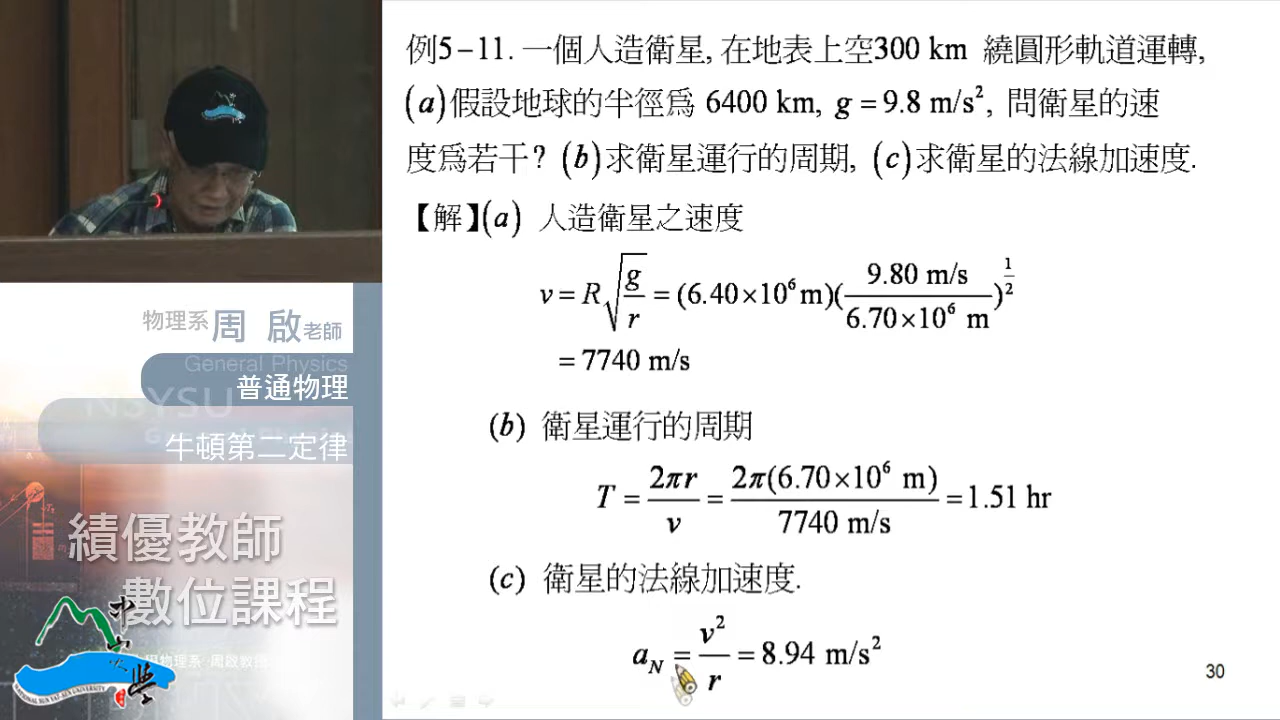 例5-11. 一個人造衛星, 在地表上空300 km 繞圓形軌道運轉,
(a)假設地球的半徑爲 6400 km, g = 9.8 m/s², 問衛星的速
度爲若干? (b)求衛星運行的周期, (c)求衛星的法線加速度.
【解】(a) 人造衛星之速度
v = R√(g/r) = (6.40×10⁶ m)(9.80 m/s / 6.70×10⁶ m)^(1/2)
= 7740 m/s
(b) 衛星運行的周期
T = 2πr/v = 2π(6.70×10⁶ m) / 7740 m/s = 1.51 hr
(c) 衛星的法線加速度.
a_N = v²/r = 8.94 m/s²
30
物理系 周 啟 老師
General Physics
普通物理
NSYSU
牛頓第二定律
績優教師
數位課程